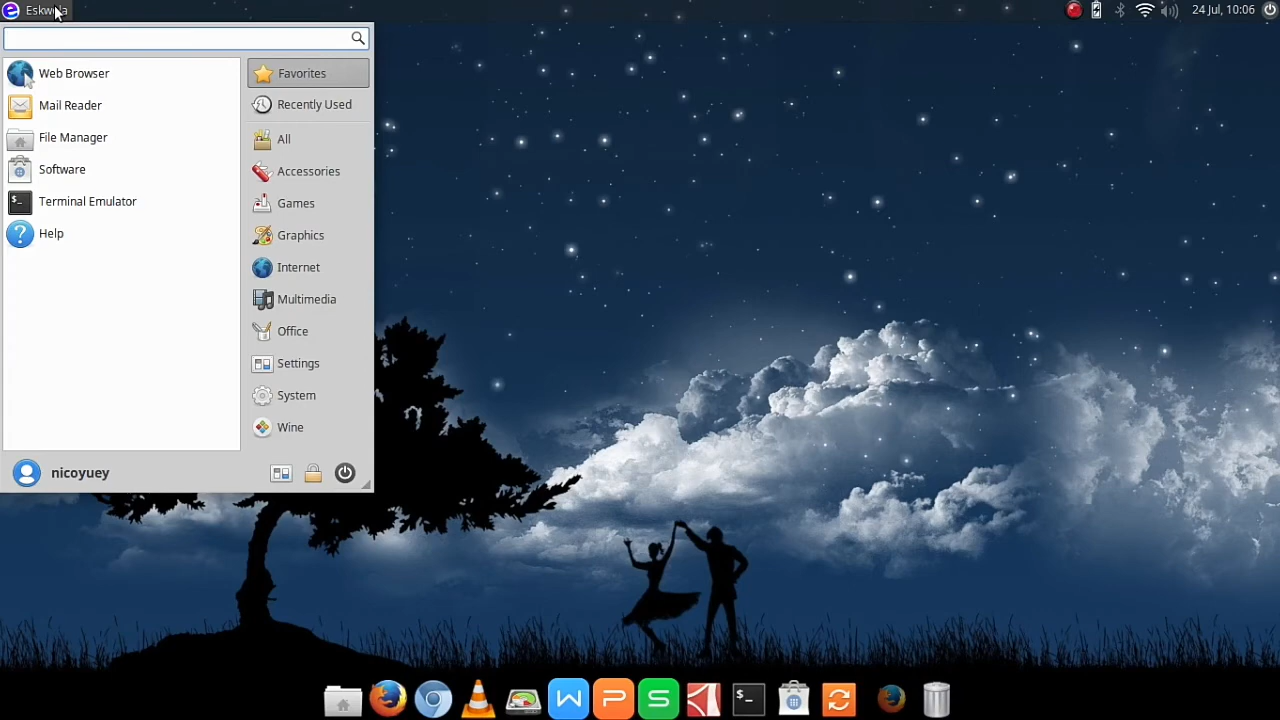 Eskwela
24 Jul, 10:06
Web Browser
Mail Reader
File Manager
Software
Terminal Emulator
Help
Favorites
Recently Used
All
Accessories
Games
Graphics
Internet
Multimedia
Office
Settings
System
Wine
nicoyuey